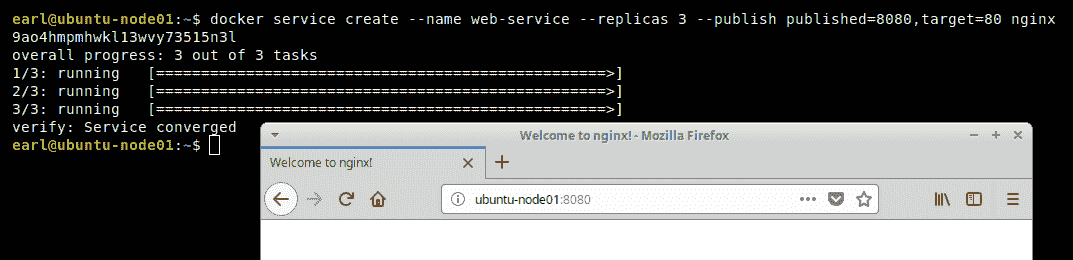 earl@ubuntu-node01:~$ docker service create --name web-service --replicas 3 --publish published=8080,target=80 nginx
9ao4hmpmhwkl13wvy73515n3l
overall progress: 3 out of 3 tasks
1/3: running   [==================================================>]
2/3: running   [==================================================>]
3/3: running   [==================================================>]
verify: Service converged
earl@ubuntu-node01:~$
Welcome to nginx! - Mozilla Firefox
Welcome to nginx!
ubuntu-node01:8080